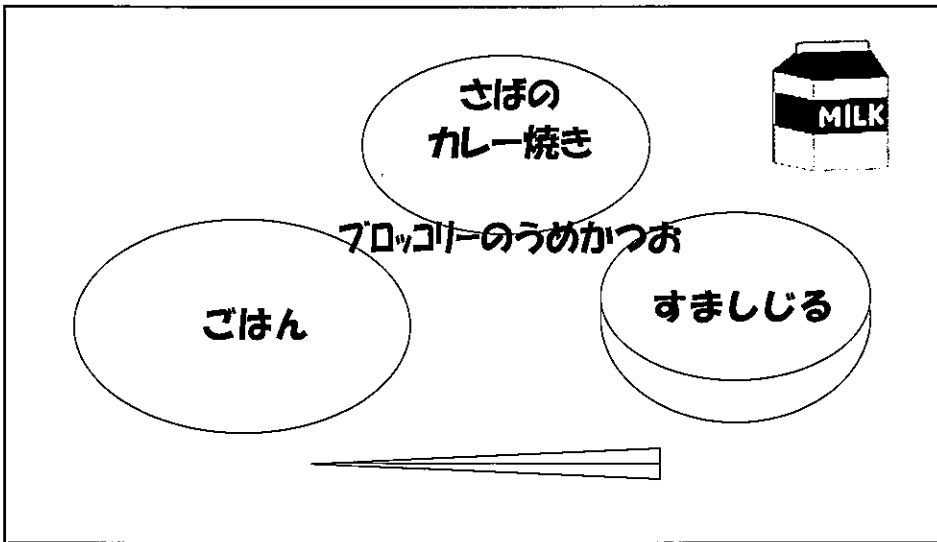 さばの
カレー焼き
MILK
ブロッコリーのうめかつお
ごはん
すましじる